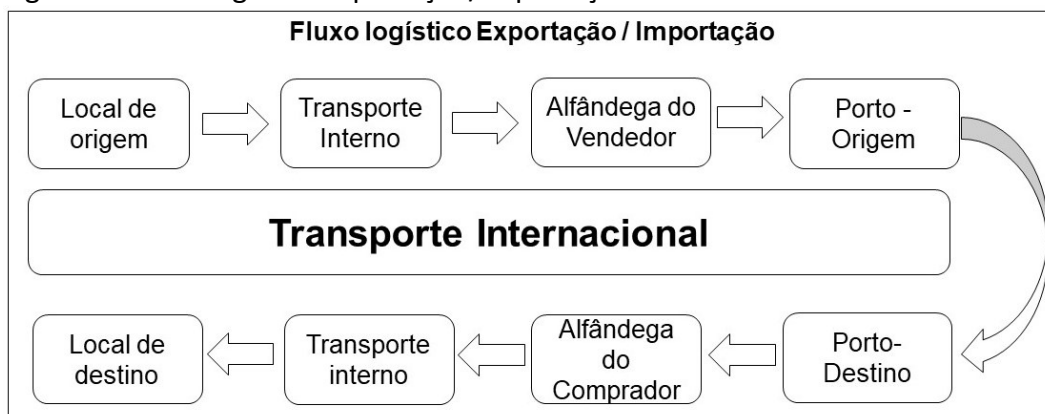 Fluxo logístico Exportação / Importação
Local de
origem
Transporte
Interno
Alfândega do
Vendedor
Porto -
Origem
Transporte Internacional
Local de
destino
Transporte
interno
Alfândega
do
Comprador
Porto-
Destino